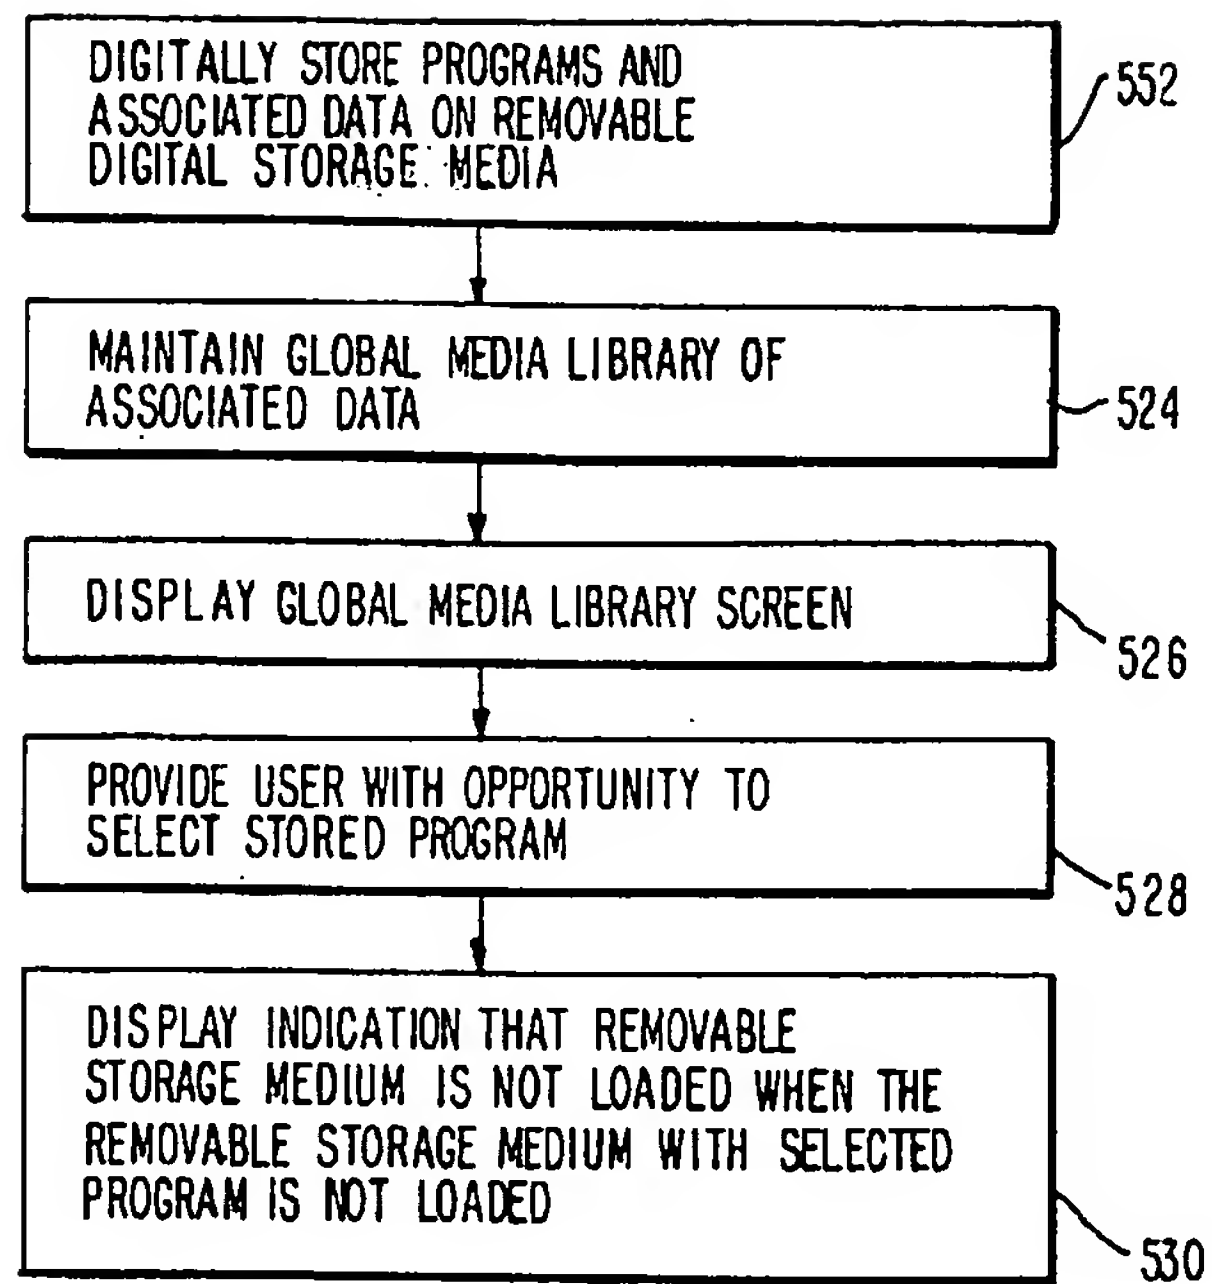 DIGITALLY STORE PROGRAMS AND
ASSOCIATED DATA ON REMOVABLE
DIGITAL STORAGE MEDIA
552
MAINTAIN GLOBAL MEDIA LIBRARY OF
ASSOCIATED DATA
524
DISPLAY GLOBAL MEDIA LIBRARY SCREEN
526
PROVIDE USER WITH OPPORTUNITY TO
SELECT STORED PROGRAM
528
DISPLAY INDICATION THAT REMOVABLE
STORAGE MEDIUM IS NOT LOADED WHEN THE
REMOVABLE STORAGE MEDIUM WITH SELECTED
PROGRAM IS NOT LOADED
530